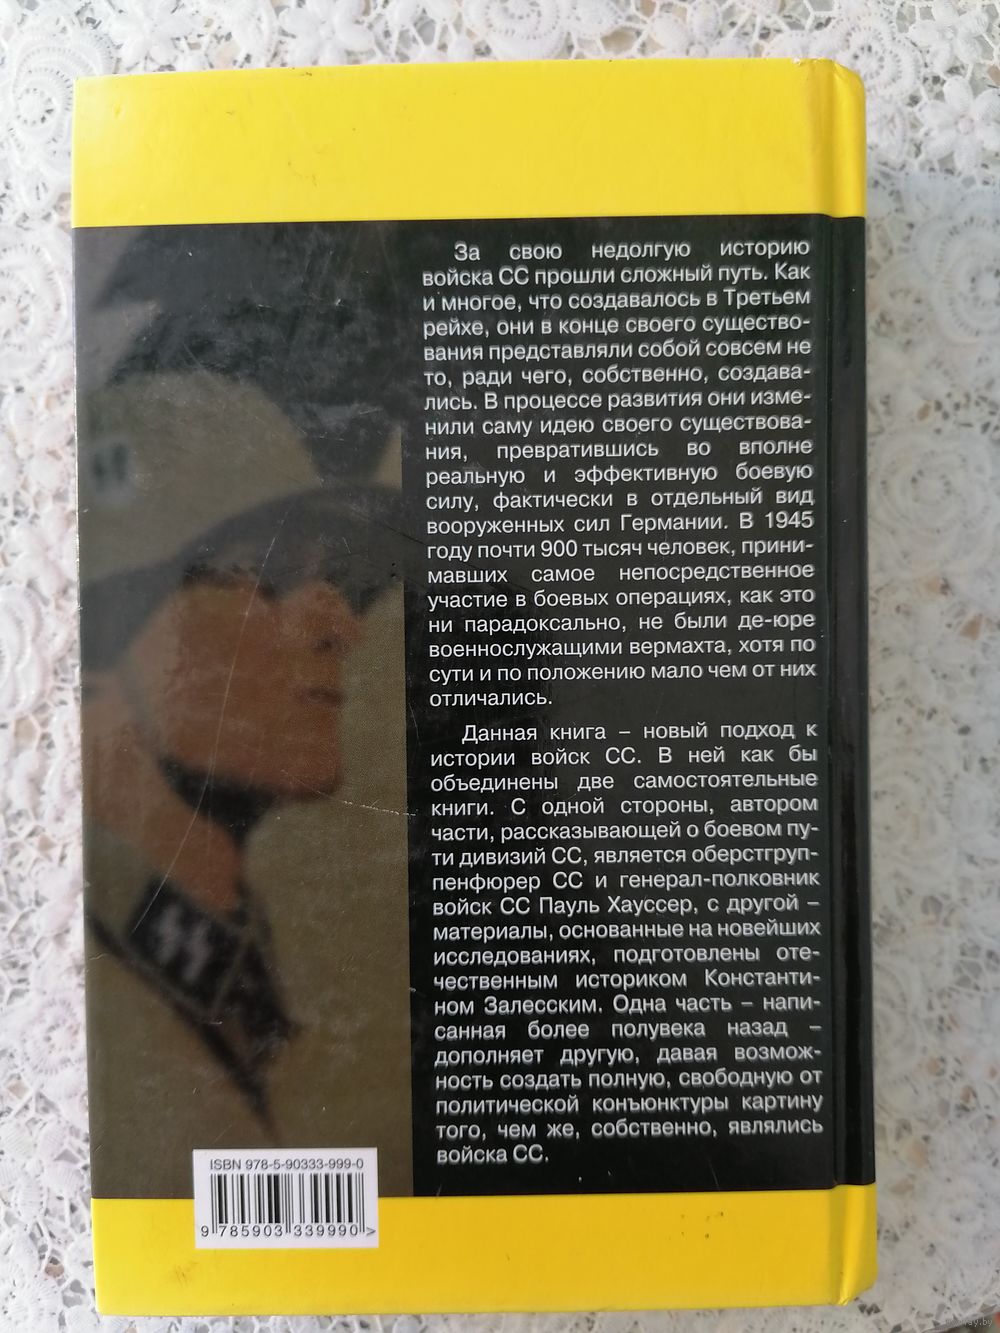 За свою недолгую историю
войска СС прошли сложный путь. Как
и многое, что создавалось в Третьем
рейхе, они в конце своего существо-
вания представляли собой совсем не
то, ради чего, собственно, создава-
лись. В процессе развития они изме-
нили саму идею своего существова-
ния, превратившись во вполне
реальную и эффективную боевую
силу, фактически в отдельный вид
вооруженных сил Германии. В 1945
году почти 900 тысяч человек, прини-
мавших самое непосредственное
участие в боевых операциях, как это
ни парадоксально, не были де-юре
военнослужащими вермахта, хотя по
сути и по положению мало чем от них
отличались.
Данная книга – новый подход к
истории войск СС. В ней как бы
объединены две самостоятельные
книги. С одной стороны, автором
части, рассказывающей о боевом пу-
ти дивизий СС, является оберстгруп-
пенфюрер СС и генерал-полковник
войск СС Пауль Хауссер, с другой –
материалы, основанные на новейших
исследованиях, подготовлены оте-
чественным историком Константи-
ном Залесским. Одна часть – напи-
санная более полувека назад –
дополняет другую, давая возмож-
ность создать полную, свободную от
политической конъюнктуры картину
того, чем же, собственно, являлись
войска СС.
ISBN 978-5-90333-999-0
9 785903 339990 >